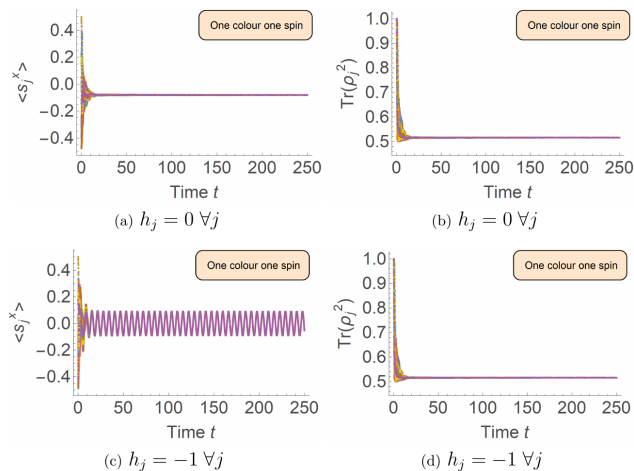 One colour one spin
<s_j^x>
0.4
0.2
0.0
−0.2
−0.4
0 50 100 150 200 250
Time t
(a) h_j = 0 ∀j
One colour one spin
Tr(ρ_j^2)
1.0
0.9
0.8
0.7
0.6
0.5
0 50 100 150 200 250
Time t
(b) h_j = 0 ∀j
One colour one spin
<s_j^x>
0.4
0.2
0.0
−0.2
−0.4
0 50 100 150 200 250
Time t
(c) h_j = −1 ∀j
One colour one spin
Tr(ρ_j^2)
1.0
0.9
0.8
0.7
0.6
0.5
0 50 100 150 200 250
Time t
(d) h_j = −1 ∀j